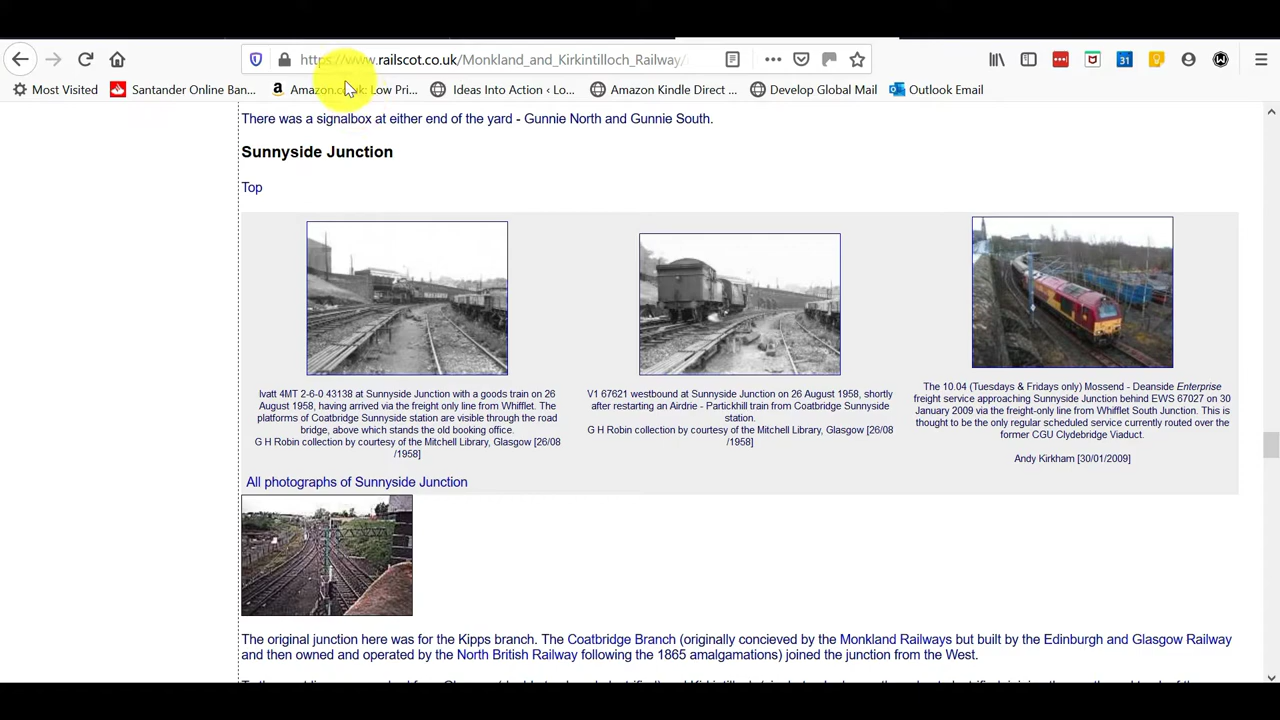 https://www.railscot.co.uk/Monkland_and_Kirkintilloch_Railway/
Most Visited Santander Online Ban... Amazon.co.uk: Low Pri... Ideas Into Action ‹ Lo... Amazon Kindle Direct ... Develop Global Mail Outlook Email
There was a signalbox at either end of the yard - Gunnie North and Gunnie South.
Sunnyside Junction
Top
Ivatt 4MT 2-6-0 43138 at Sunnyside Junction with a goods train on 26
August 1958, having arrived via the freight only line from Whifflet. The
platforms of Coatbridge Sunnyside station are visible through the road
bridge, above which stands the old booking office.
G H Robin collection by courtesy of the Mitchell Library, Glasgow [26/08
/1958]
V1 67621 westbound at Sunnyside Junction on 26 August 1958, shortly
after restarting an Airdrie - Partickhill train from Coatbridge Sunnyside
station.
G H Robin collection by courtesy of the Mitchell Library, Glasgow [26/08
/1958]
The 10.04 (Tuesdays & Fridays only) Mossend - Deanside Enterprise
freight service approaching Sunnyside Junction behind EWS 67027 on 30
January 2009 via the freight-only line from Whifflet South Junction. This is
thought to be the only regular scheduled service currently routed over the
former CGU Clydebridge Viaduct.
Andy Kirkham [30/01/2009]
All photographs of Sunnyside Junction
The original junction here was for the Kipps branch. The Coatbridge Branch (originally concieved by the Monkland Railways but built by the Edinburgh and Glasgow Railway
and then owned and operated by the North British Railway following the 1865 amalgamations) joined the junction from the West.